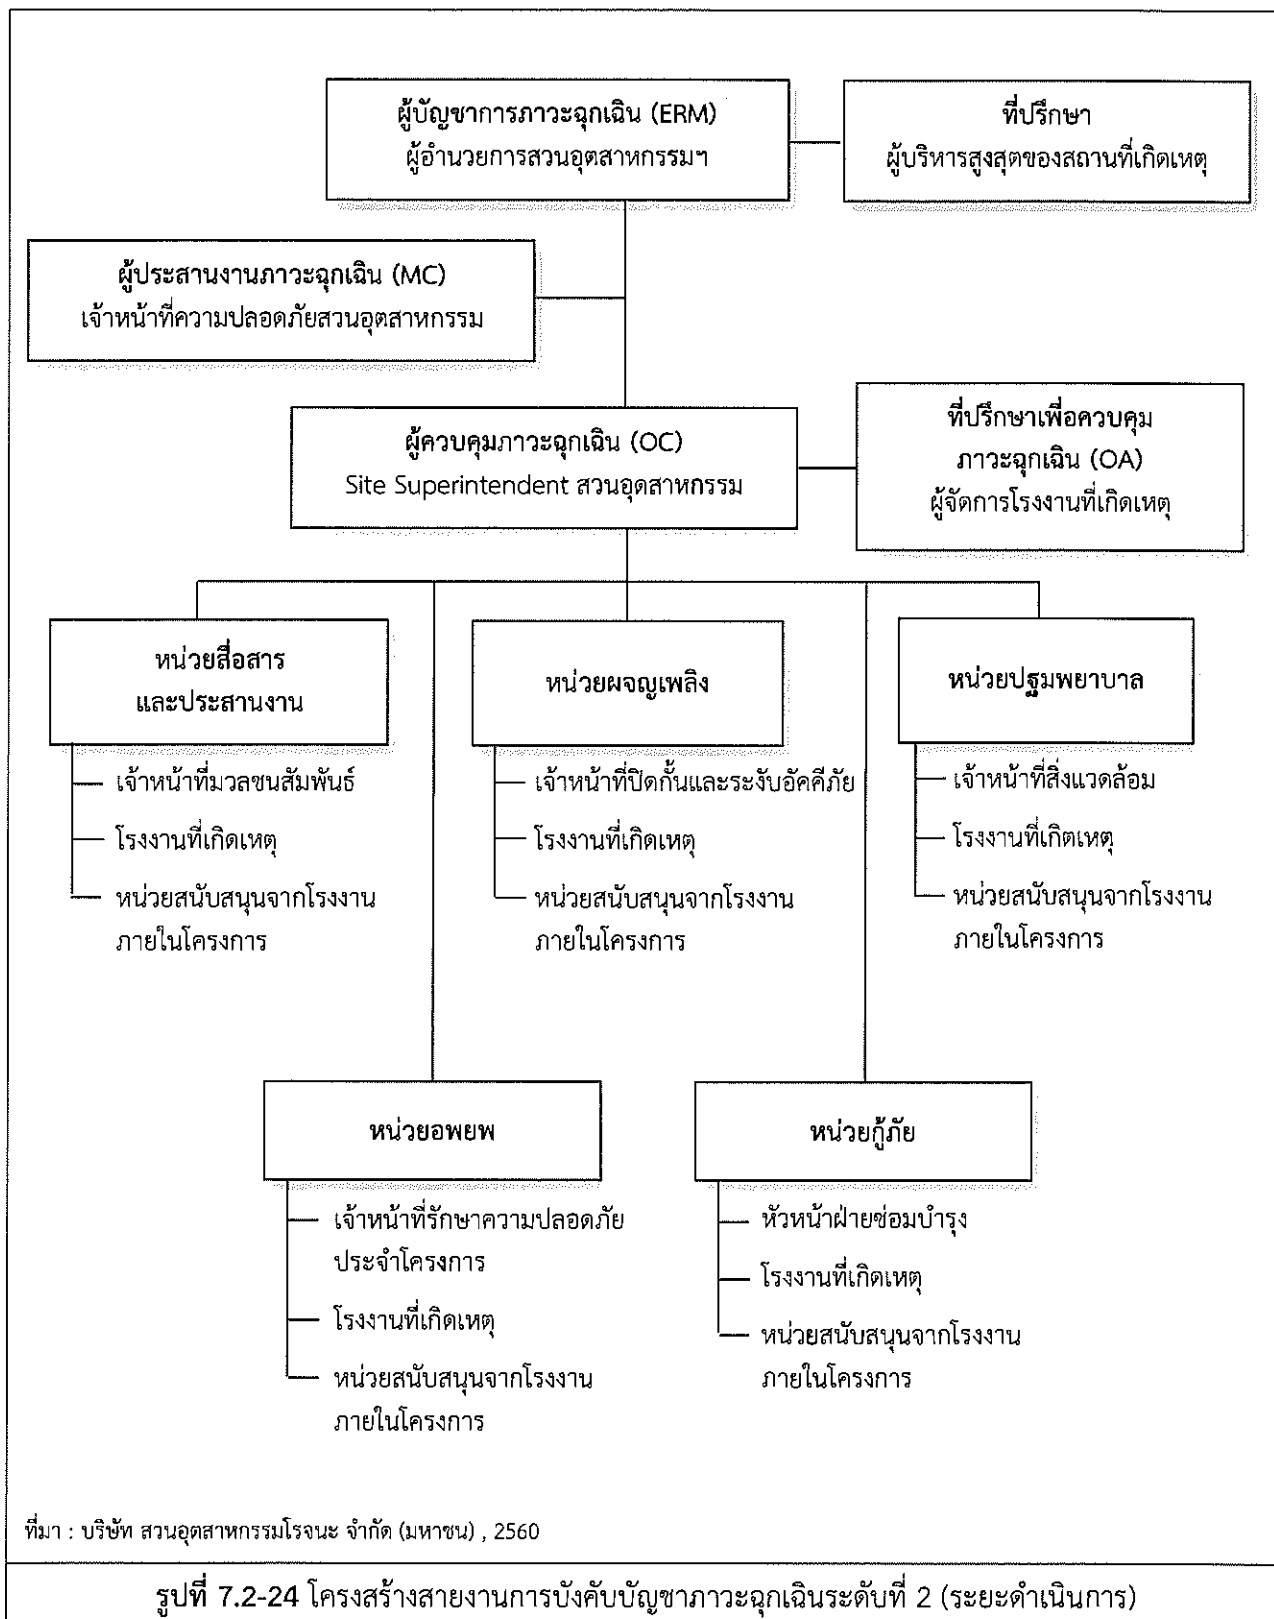 ผู้บัญชาการภาวะฉุกเฉิน (ERM)
ผู้อำนวยการสวนอุตสาหกรรมฯ
ที่ปรึกษา
ผู้บริหารสูงสุดของสถานที่เกิดเหตุ
ผู้ประสานงานภาวะฉุกเฉิน (MC)
เจ้าหน้าที่ความปลอดภัยสวนอุตสาหกรรม
ผู้ควบคุมภาวะฉุกเฉิน (OC)
Site Superintendent สวนอุดสาหกรรม
ที่ปรึกษาเพื่อควบคุม
ภาวะฉุกเฉิน (OA)
ผู้จัดการโรงงานที่เกิดเหตุ
หน่วยสื่อสาร
และประสานงาน
เจ้าหน้าที่มวลชนสัมพันธ์
โรงงานที่เกิดเหตุ
หน่วยสนับสนุนจากโรงงาน
ภายในโครงการ
หน่วยผจญเพลิง
เจ้าหน้าที่ปิดกั้นและระงับอัคคีภัย
โรงงานที่เกิดเหตุ
หน่วยสนับสนุนจากโรงงาน
ภายในโครงการ
หน่วยปฐมพยาบาล
เจ้าหน้าที่สิ่งแวดล้อม
โรงงานที่เกิดเหตุ
หน่วยสนับสนุนจากโรงงาน
ภายในโครงการ
หน่วยอพยพ
เจ้าหน้าที่รักษาความปลอดภัย
ประจำโครงการ
โรงงานที่เกิดเหตุ
หน่วยสนับสนุนจากโรงงาน
ภายในโครงการ
หน่วยกู้ภัย
หัวหน้าฝ่ายซ่อมบำรุง
โรงงานที่เกิดเหตุ
หน่วยสนับสนุนจากโรงงาน
ภายในโครงการ
ที่มา : บริษัท สวนอุตสาหกรรมโรจนะ จำกัด (มหาชน) , 2560
รูปที่ 7.2-24 โครงสร้างสายงานการบังคับบัญชาภาวะฉุกเฉินระดับที่ 2 (ระยะดำเนินการ)